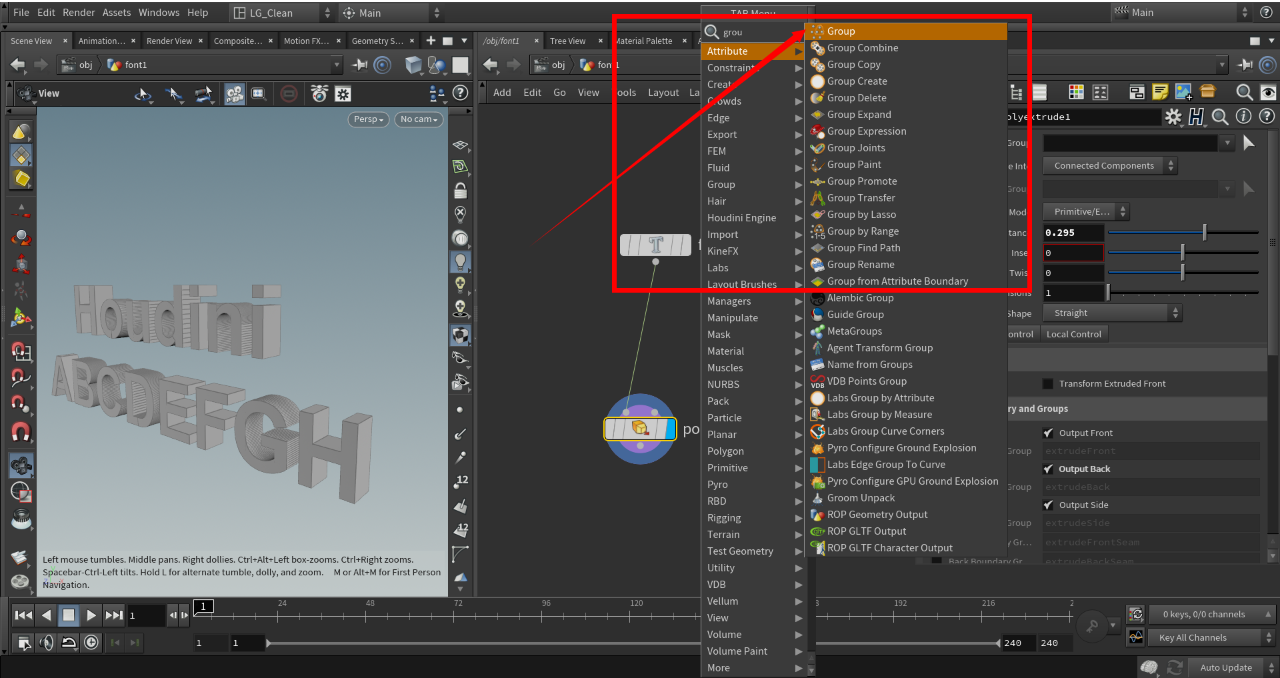 File Edit Render Assets Windows Help LG_Clean Main Main
Scene View Animation... Render View Composite... Motion FX... Geometry S... /obj/font1 Tree View Material Palette
obj font1 obj
View Add Edit Go View Layout
TAB Menu
grou
Persp No cam
Attribute
Constraints
Create
Crowds
Edge
Export
FEM
Fluid
Group
Hair
Houdini Engine
Import
KineFX
Labs
Layout Brushes
Managers
Manipulate
Mask
Material
Muscles
NURBS
Pack
Particle
Planar
Polygon
Primitive
Pyro
RBD
Rigging
Terrain
Test Geometry
Utility
VDB
Vellum
View
Volume
Volume Paint
More
Group
Group Combine
Group Copy
Group Create
Group Delete
Group Expand
Group Expression
Group Joints
Group Paint
Group Promote
Group Transfer
Group by Lasso
Group by Range
Group Find Path
Group Rename
Group from Attribute Boundary
Alembic Group
Guide Group
MetaGroups
Agent Transform Group
Name from Groups
VDB Points Group
Labs Group by Attribute
Labs Group by Measure
Labs Group Curve Corners
Pyro Configure Ground Explosion
Labs Edge Group To Curve
Pyro Configure GPU Ground Explosion
Groom Unpack
ROP Geometry Output
ROP GLTF Output
ROP GLTF Character Output
Houdini
ABCDEFGH
po
olyextrude1
Connected Components
Primitive/E...
0.295
0
0
1
Straight
Local Control
Transform Extruded Front
ry and Groups
Output Front
extrudeFront
Output Back
extrudeBack
Output Side
extrudeSide
extrudeFrontSeam
Back Boundary Gr... extrudeBackSeam
12
12
Left mouse tumbles. Middle pans. Right dollies. Ctrl+Alt+Left box-zooms. Ctrl+Right zooms.
Spacebar-Ctrl-Left tilts. Hold L for alternate tumble, dolly, and zoom. M or Alt+M for First Person
Navigation.
1 1 24 48 72 96 120 192 216 2
0 keys, 0/0 channels
1 1 240 240 Key All Channels
Auto Update